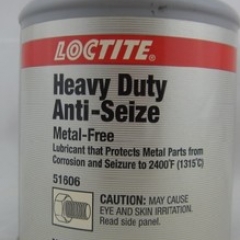 LOCTITE
Heavy Duty
Anti-Seize
Metal-Free
Lubricant that Protects Metal Parts from
Corrosion and Seizure to 2400°F (1315°C)
51606
CAUTION: MAY CAUSE
EYE AND SKIN IRRITATION.
Read side panel.